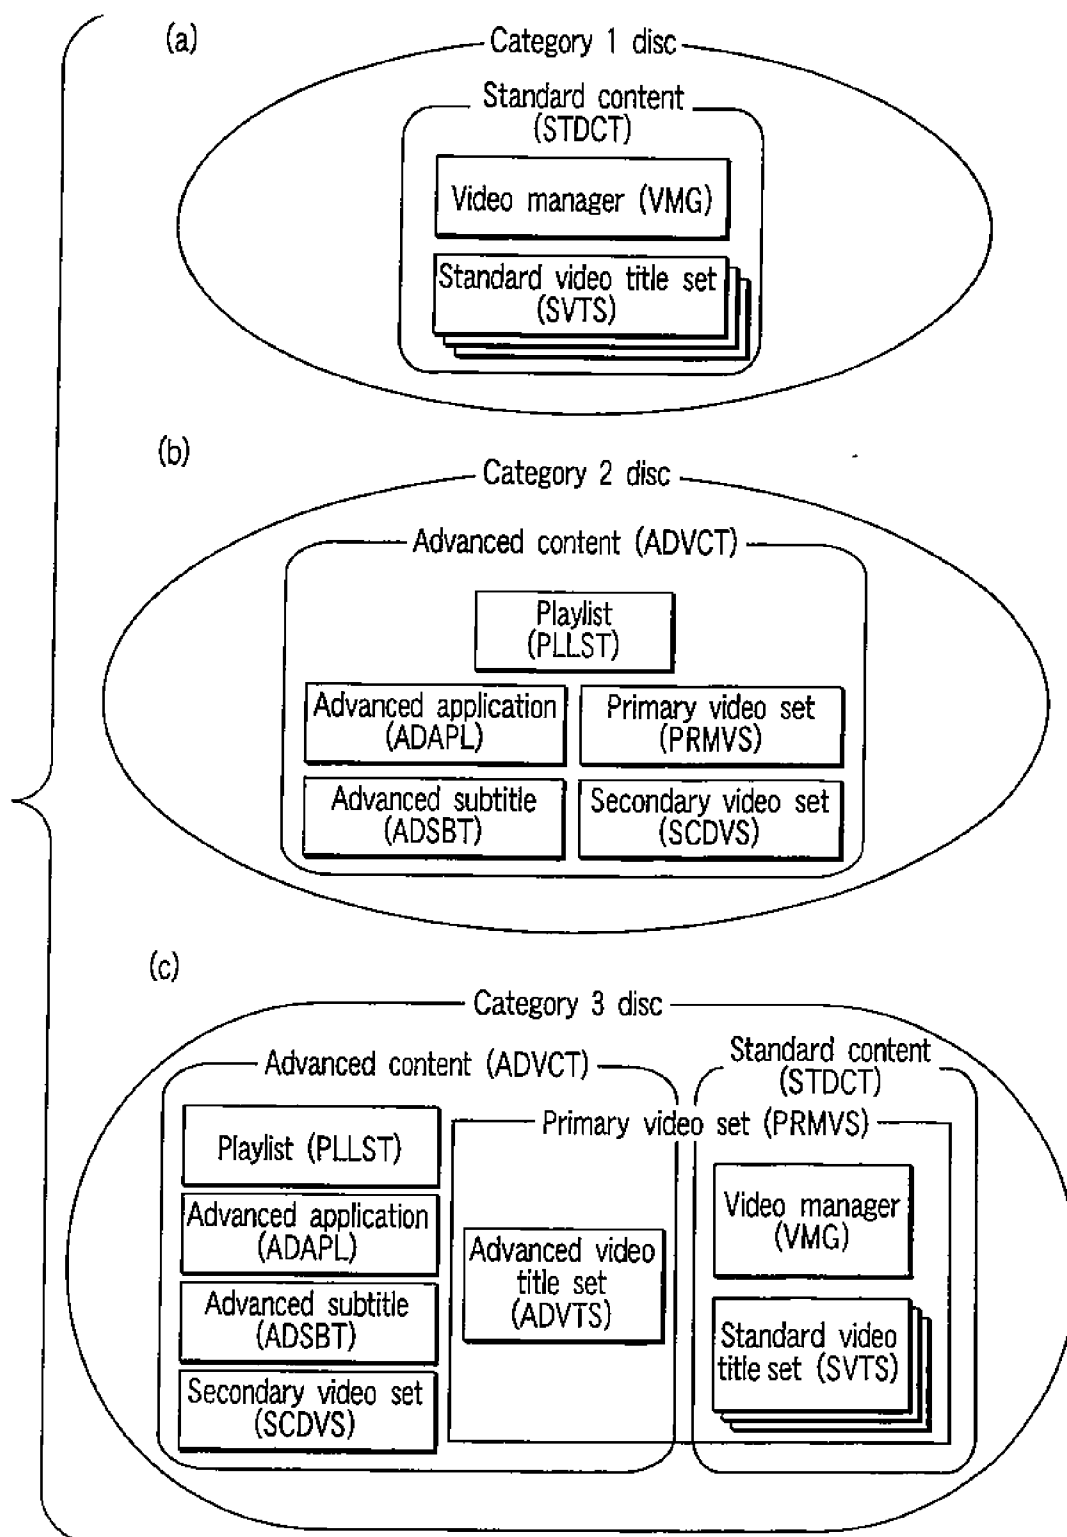 (a)
Category 1 disc
Standard content
(STDCT)
Video manager (VMG)
Standard video title set
(SVTS)
(b)
Category 2 disc
Advanced content (ADVCT)
Playlist
(PLLST)
Advanced application
(ADAPL)
Primary video set
(PRMVS)
Advanced subtitle
(ADSBT)
Secondary video set
(SCDVS)
(c)
Category 3 disc
Advanced content (ADVCT)
Standard content
(STDCT)
Primary video set (PRMVS)
Playlist (PLLST)
Advanced application
(ADAPL)
Advanced subtitle
(ADSBT)
Secondary video set
(SCDVS)
Advanced video
title set
(ADVTS)
Video manager
(VMG)
Standard video
title set (SVTS)